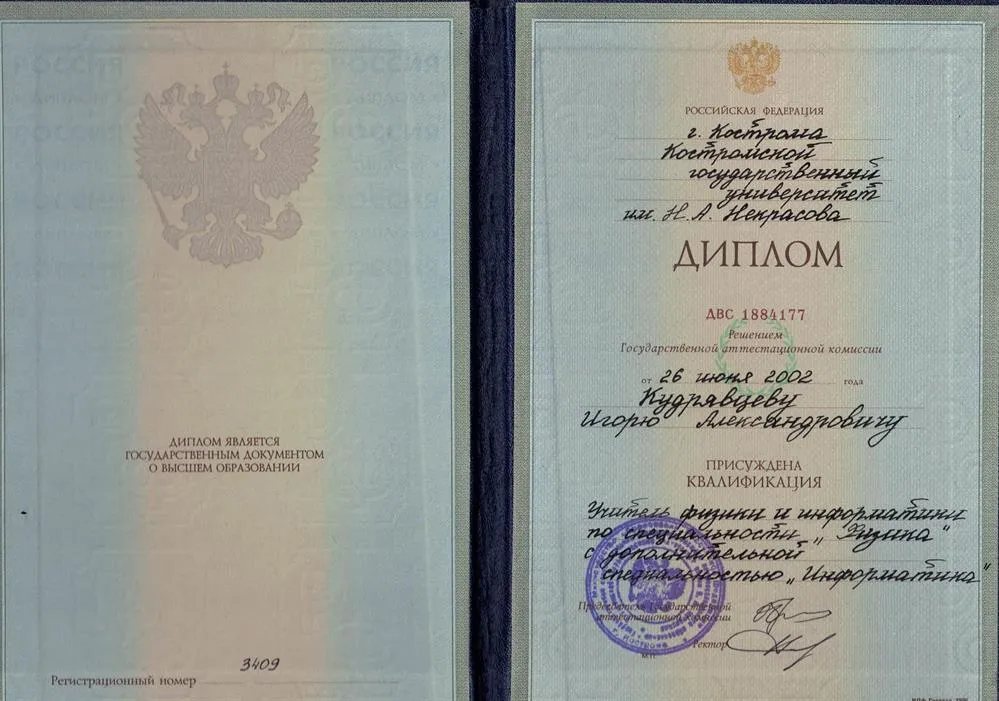 ДИПЛОМ ЯВЛЯЕТСЯ
ГОСУДАРСТВЕННЫМ ДОКУМЕНТОМ
О ВЫСШЕМ ОБРАЗОВАНИИ
Регистрационный номер 3409
РОССИЙСКАЯ ФЕДЕРАЦИЯ
г. Кострома
Костромской
государственный
университет
им. Н. А. Некрасова
ДИПЛОМ
ДВС 1884177
Решением
Государственной аттестационной комиссии
от 26 июня 2002 года
Кудрявцеву
Игорю Александровичу
ПРИСУЖДЕНА
КВАЛИФИКАЦИЯ
Учитель физики и информатики
по специальности „Физика"
с дополнительной
специальностью „Информатика"
Председатель Государственной
аттестационной комиссии
Ректор
М.П.
г. Кострома